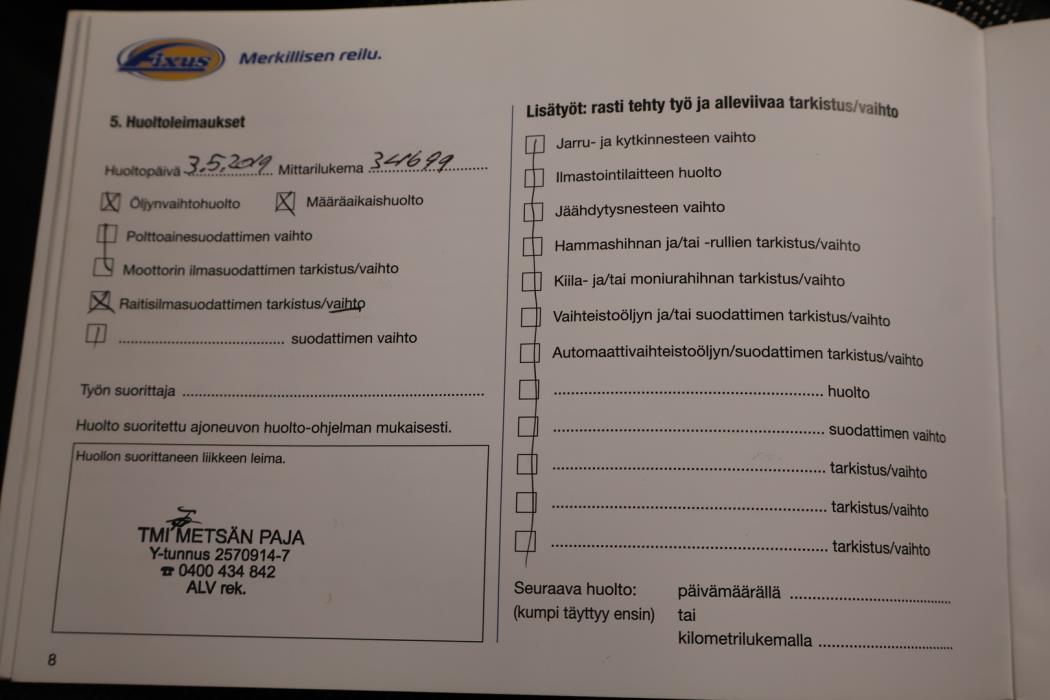 Fixus Merkillisen reilu.
5. Huoltoleimaukset
Huoltopäivä 3.5.2019 Mittarilukema 341699
Öljynvaihtohuolto Määräaikaishuolto
Polttoainesuodattimen vaihto
Moottorin ilmasuodattimen tarkistus/vaihto
Raitisilmasuodattimen tarkistus/vaihto
................................ suodattimen vaihto
Työn suorittaja ................................
Huolto suoritettu ajoneuvon huolto-ohjelman mukaisesti.
Huollon suorittaneen liikkeen leima.
TMI METSÄN PAJA
Y-tunnus 2570914-7
☎ 0400 434 842
ALV rek.
8
Lisätyöt: rasti tehty työ ja alleviivaa tarkistus/vaihto
Jarru- ja kytkinnesteen vaihto
Ilmastointilaitteen huolto
Jäähdytysnesteen vaihto
Hammashihnan ja/tai -rullien tarkistus/vaihto
Kiila- ja/tai moniurahihnan tarkistus/vaihto
Vaihteistoöljyn ja/tai suodattimen tarkistus/vaihto
Automaattivaihteistoöljyn/suodattimen tarkistus/vaihto
................................ huolto
................................ suodattimen vaihto
................................ tarkistus/vaihto
................................ tarkistus/vaihto
................................ tarkistus/vaihto
Seuraava huolto: päivämäärällä ................................
(kumpi täyttyy ensin) tai
kilometrilukemalla ................................